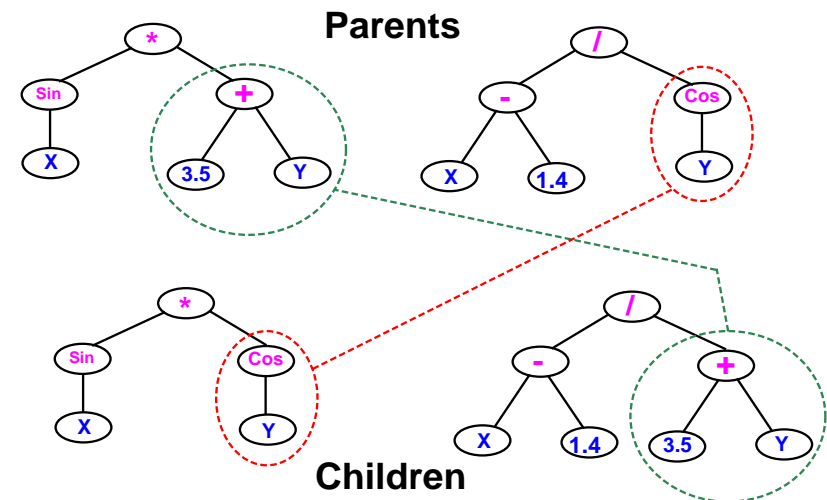 Parents
*
/
Sin
+
-
Cos
X
3.5
Y
X
1.4
Y
*
/
Sin
Cos
-
+
X
Y
X
1.4
3.5
Y
Children